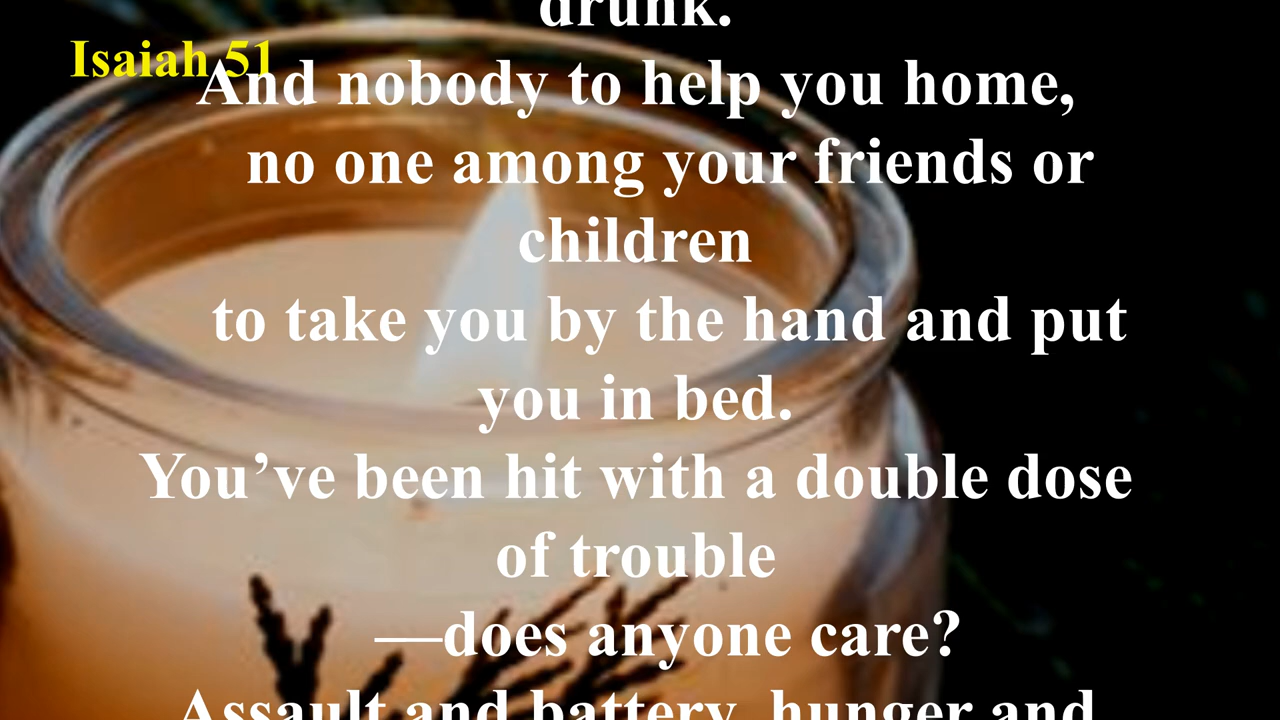 drunk.
Isaiah 51
And nobody to help you home,
no one among your friends or
children
to take you by the hand and put
you in bed.
You’ve been hit with a double dose
of trouble
—does anyone care?
Assault and battery, hunger and